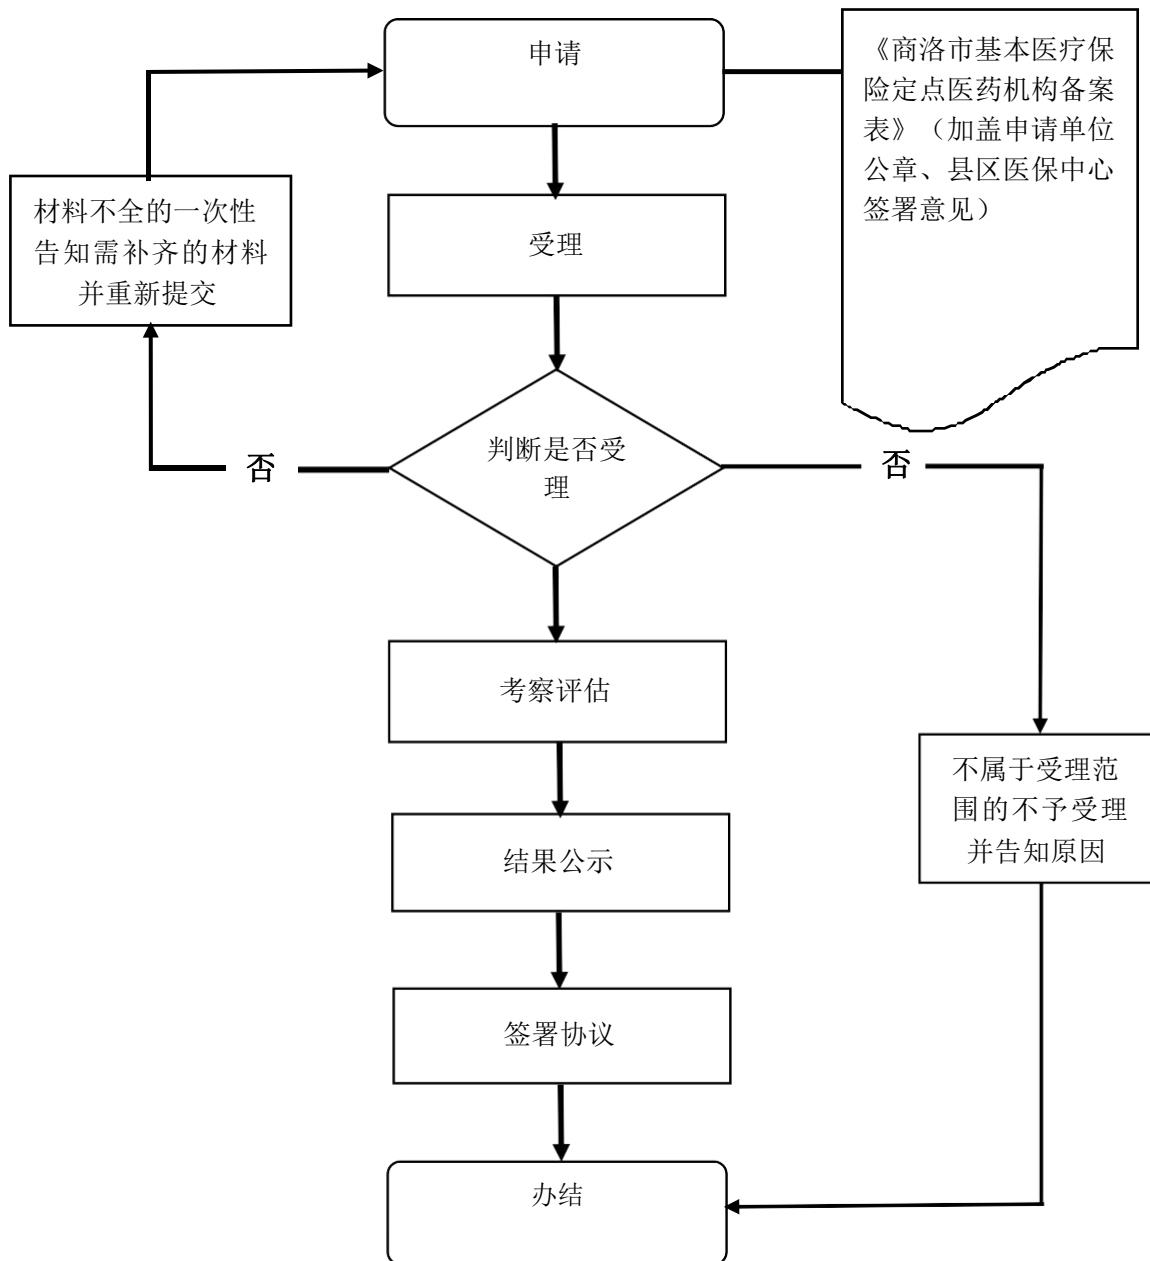 申请
《商洛市基本医疗保
险定点医药机构备案
表》（加盖申请单位
公章、县区医保中心
签署意见）
材料不全的一次性
告知需补齐的材料
并重新提交
受理
判断是否受
理
否
否
考察评估
不属于受理范
围的不予受理
并告知原因
结果公示
签署协议
办结